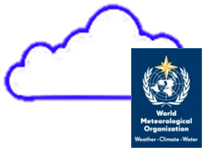 World
Meteorological
Organization
Weather • Climate • Water